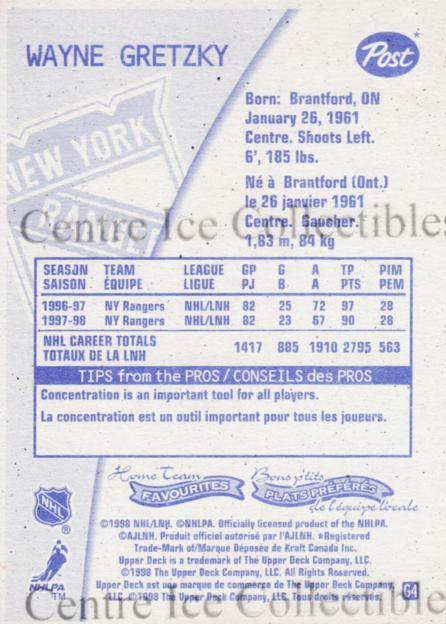 WAYNE GRETZKY
Post*
NEW YORK
Born: Brantford, ON
January 26, 1961
Centre. Shoots Left.
6', 185 lbs.
Né à Brantford (Ont.)
le 26 janvier 1961
Centre. Gaucher.
1,83 m, 84 kg
Centre Ice Collectibles
SEASON TEAM LEAGUE GP G A TP PIM
SAISON ÉQUIPE LIGUE PJ B A PTS PEM
1996-97 NY Rangers NHL/LNH 82 25 72 97 28
1997-98 NY Rangers NHL/LNH 82 23 67 90 28
NHL CAREER TOTALS
TOTAUX DE LA LNH 1417 885 1910 2795 563
TIPS from the PROS / CONSEILS des PROS
Concentration is an important tool for all players.
La concentration est un outil important pour tous les joueurs.
Home Team
FAVOURITES
Bons p'tits
PLATS PRÉFÉRÉS
de l'équipe locale
NHL ®
NHLPA
TM
©1998 NHL/LNH. ©NHLPA. Officially licensed product of the NHLPA.
©AJLNH. Produit officiel autorisé par l'AJLNH. *Registered
Trade-Mark of/Marque Déposée de Kraft Canada Inc.
Upper Deck is a trademark of The Upper Deck Company, LLC.
©1998 The Upper Deck Company, LLC. All Rights Reserved.
Upper Deck est une marque de commerce de The Upper Deck Company,
LLC. ©1998 The Upper Deck Company, LLC. Tous droits réservés.
G4
Centre Ice Collectibles